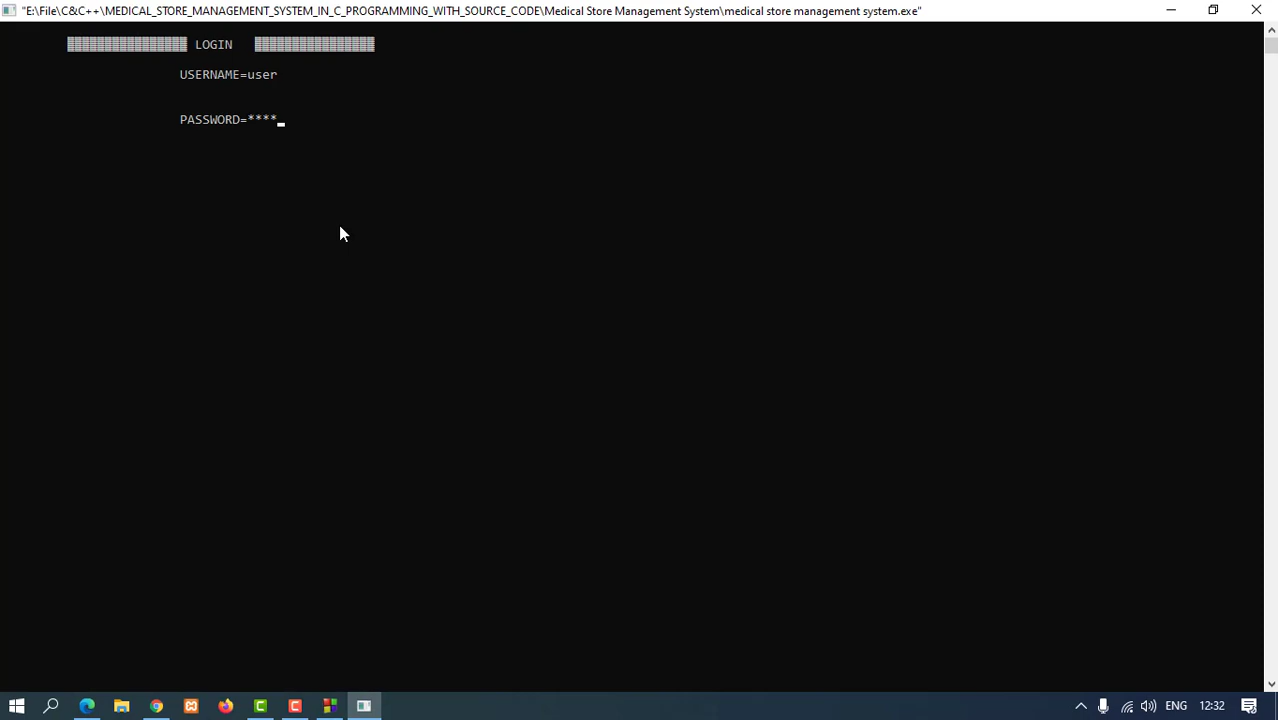 "E:\File\C&C++\MEDICAL_STORE_MANAGEMENT_SYSTEM_IN_C_PROGRAMMING_WITH_SOURCE_CODE\Medical Store Management System\medical store management system.exe"
LOGIN
USERNAME=user
PASSWORD=****_
ENG
12:32